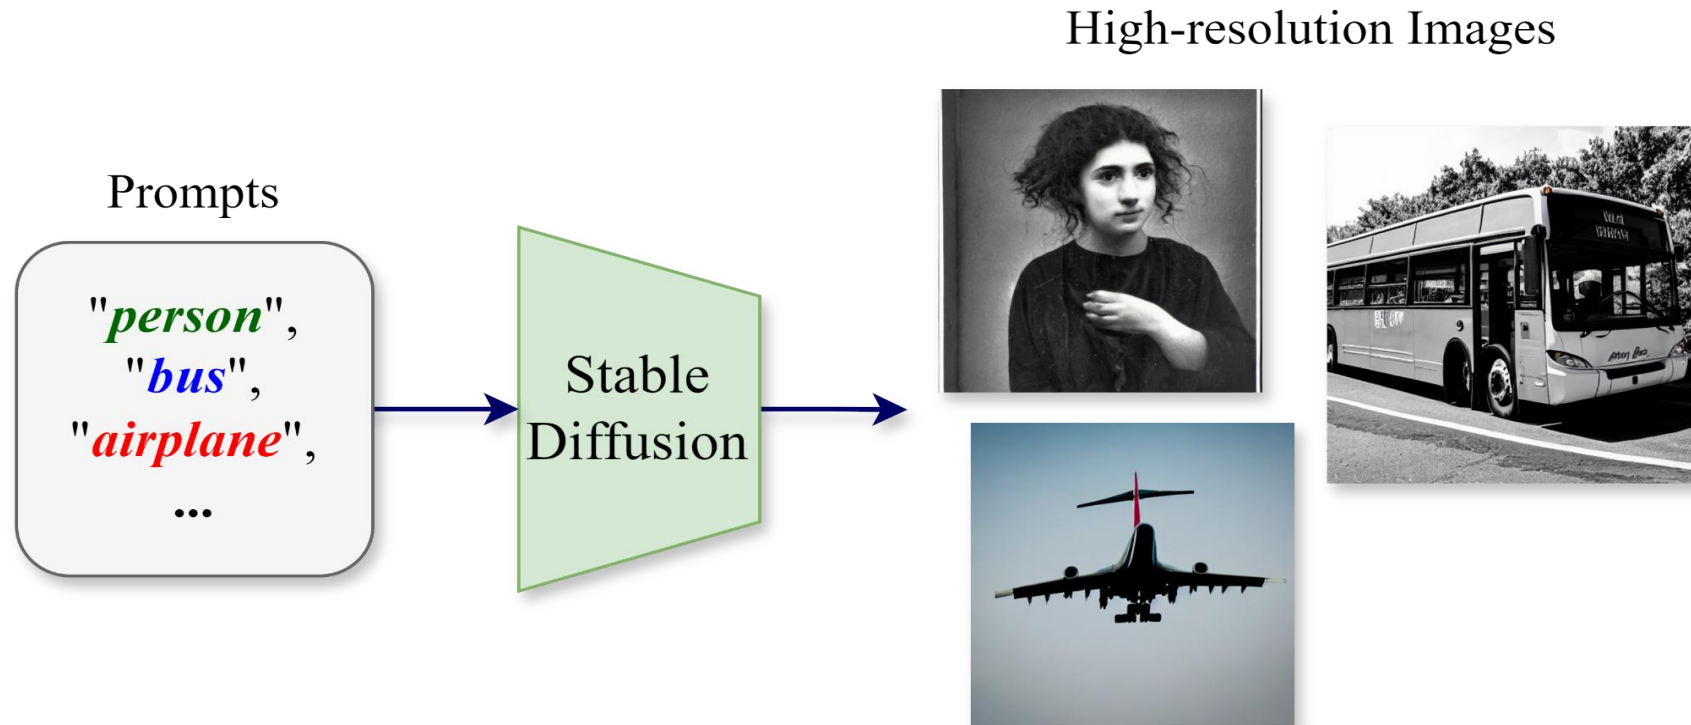 High-resolution Images
Prompts
"person",
"bus",
"airplane",
...
Stable
Diffusion